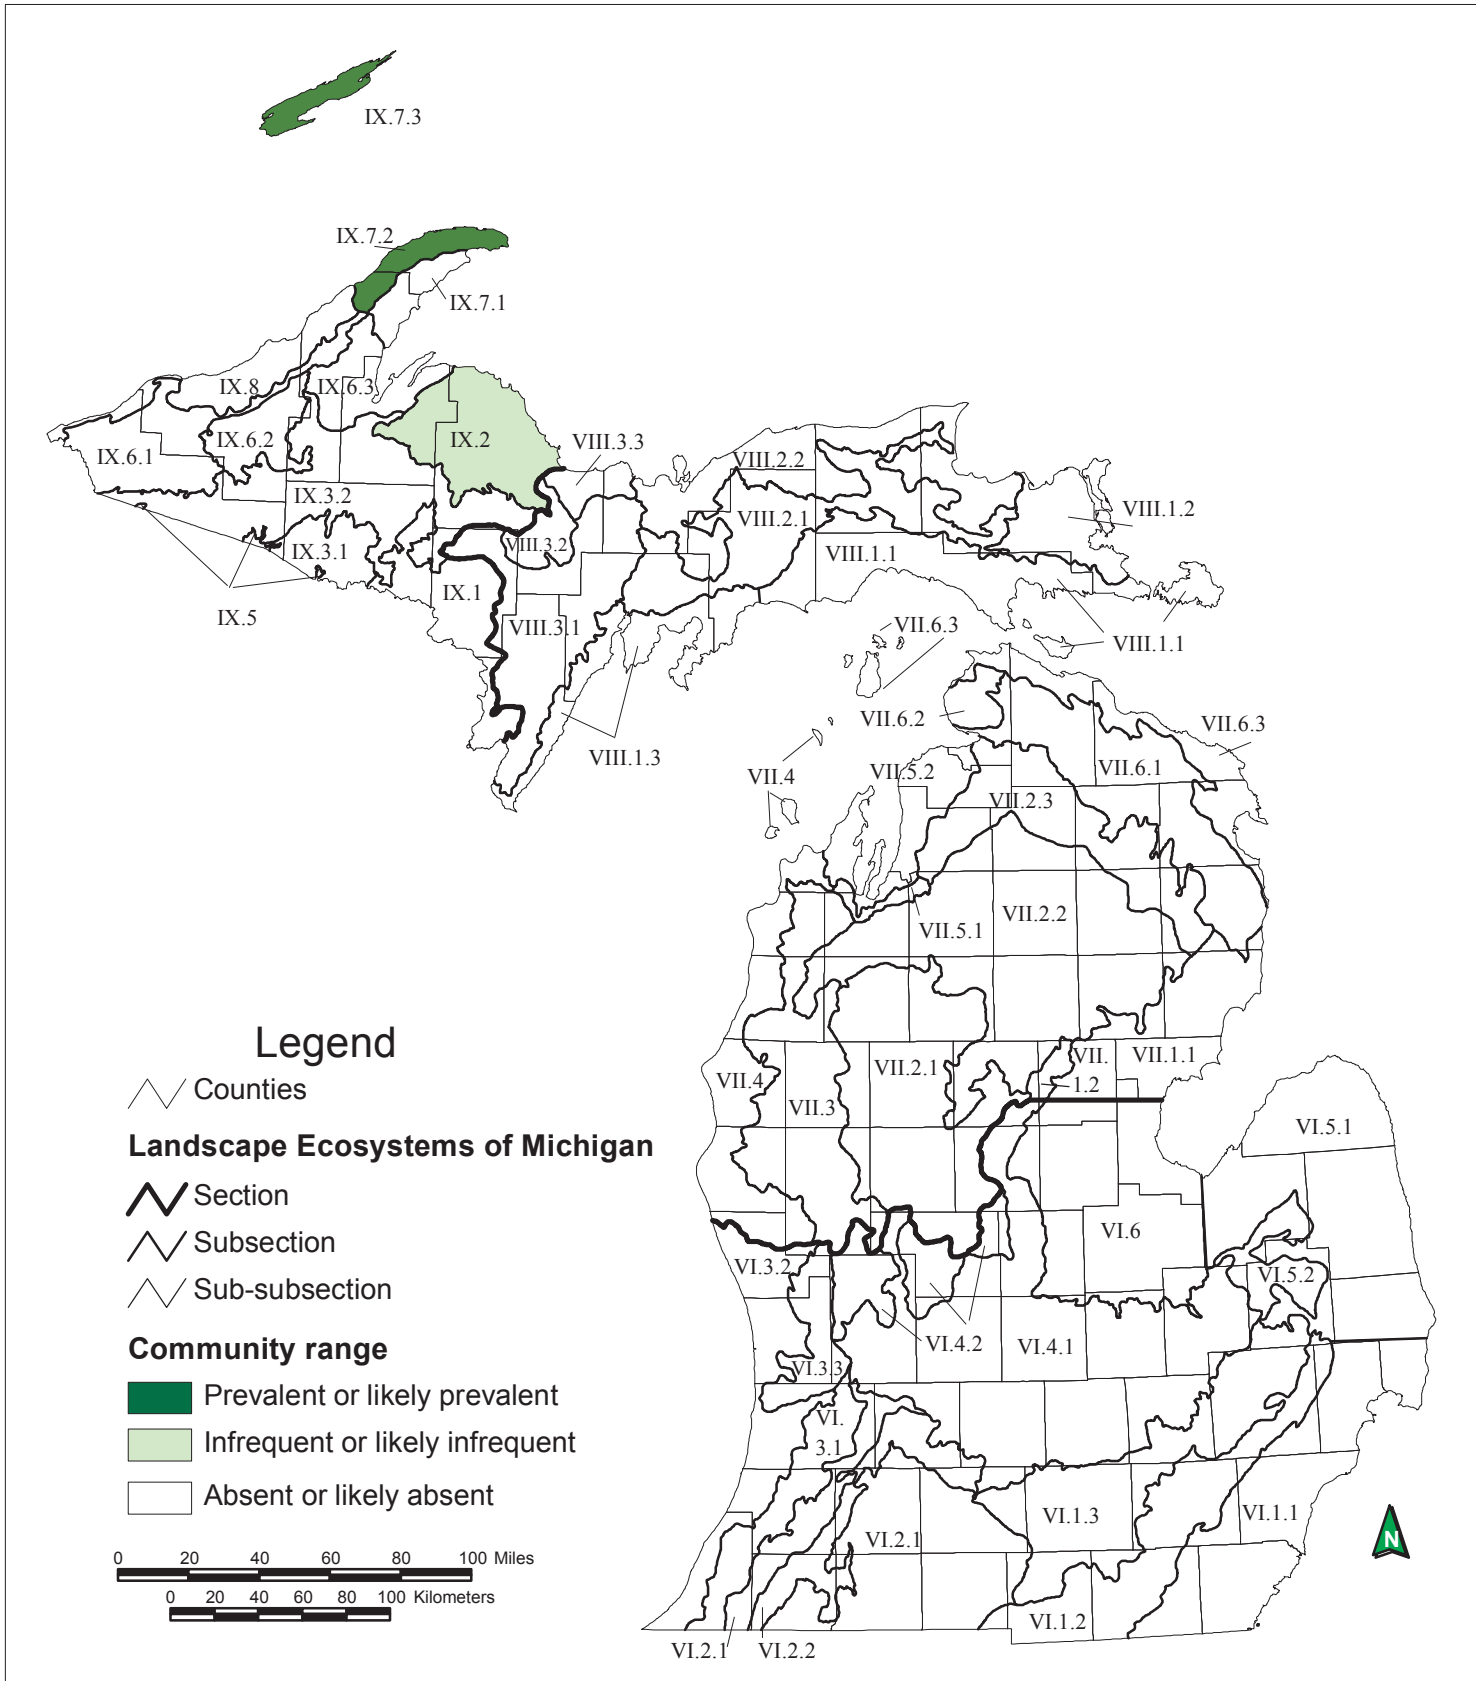 IX.7.3
IX.7.2
IX.7.1
IX.8
IX.6.3
IX.6.2
IX.6.1
IX.2
VIII.3.3
VIII.2.2
VIII.2.1
VIII.1.2
IX.3.2
IX.3.1
VIII.3.2
VIII.1.1
IX.1
IX.5
VIII.3.1
VII.6.3
VIII.1.1
VII.6.2
VII.6.3
VIII.1.3
VII.4
VII.5.2
VII.6.1
VII.2.3
VII.5.1
VII.2.2
VII.4
VII.3
VII.2.1
VII.
1.2
VII.1.1
VI.5.1
VI.6
VI.3.2
VI.5.2
VI.4.2
VI.4.1
VI.3.3
VI.
3.1
VI.2.1
VI.1.3
VI.1.1
VI.1.2
VI.2.1
VI.2.2
Legend
Counties
Landscape Ecosystems of Michigan
Section
Subsection
Sub-subsection
Community range
Prevalent or likely prevalent
Infrequent or likely infrequent
Absent or likely absent
0 20 40 60 80 100 Miles
0 20 40 60 80 100 Kilometers
N